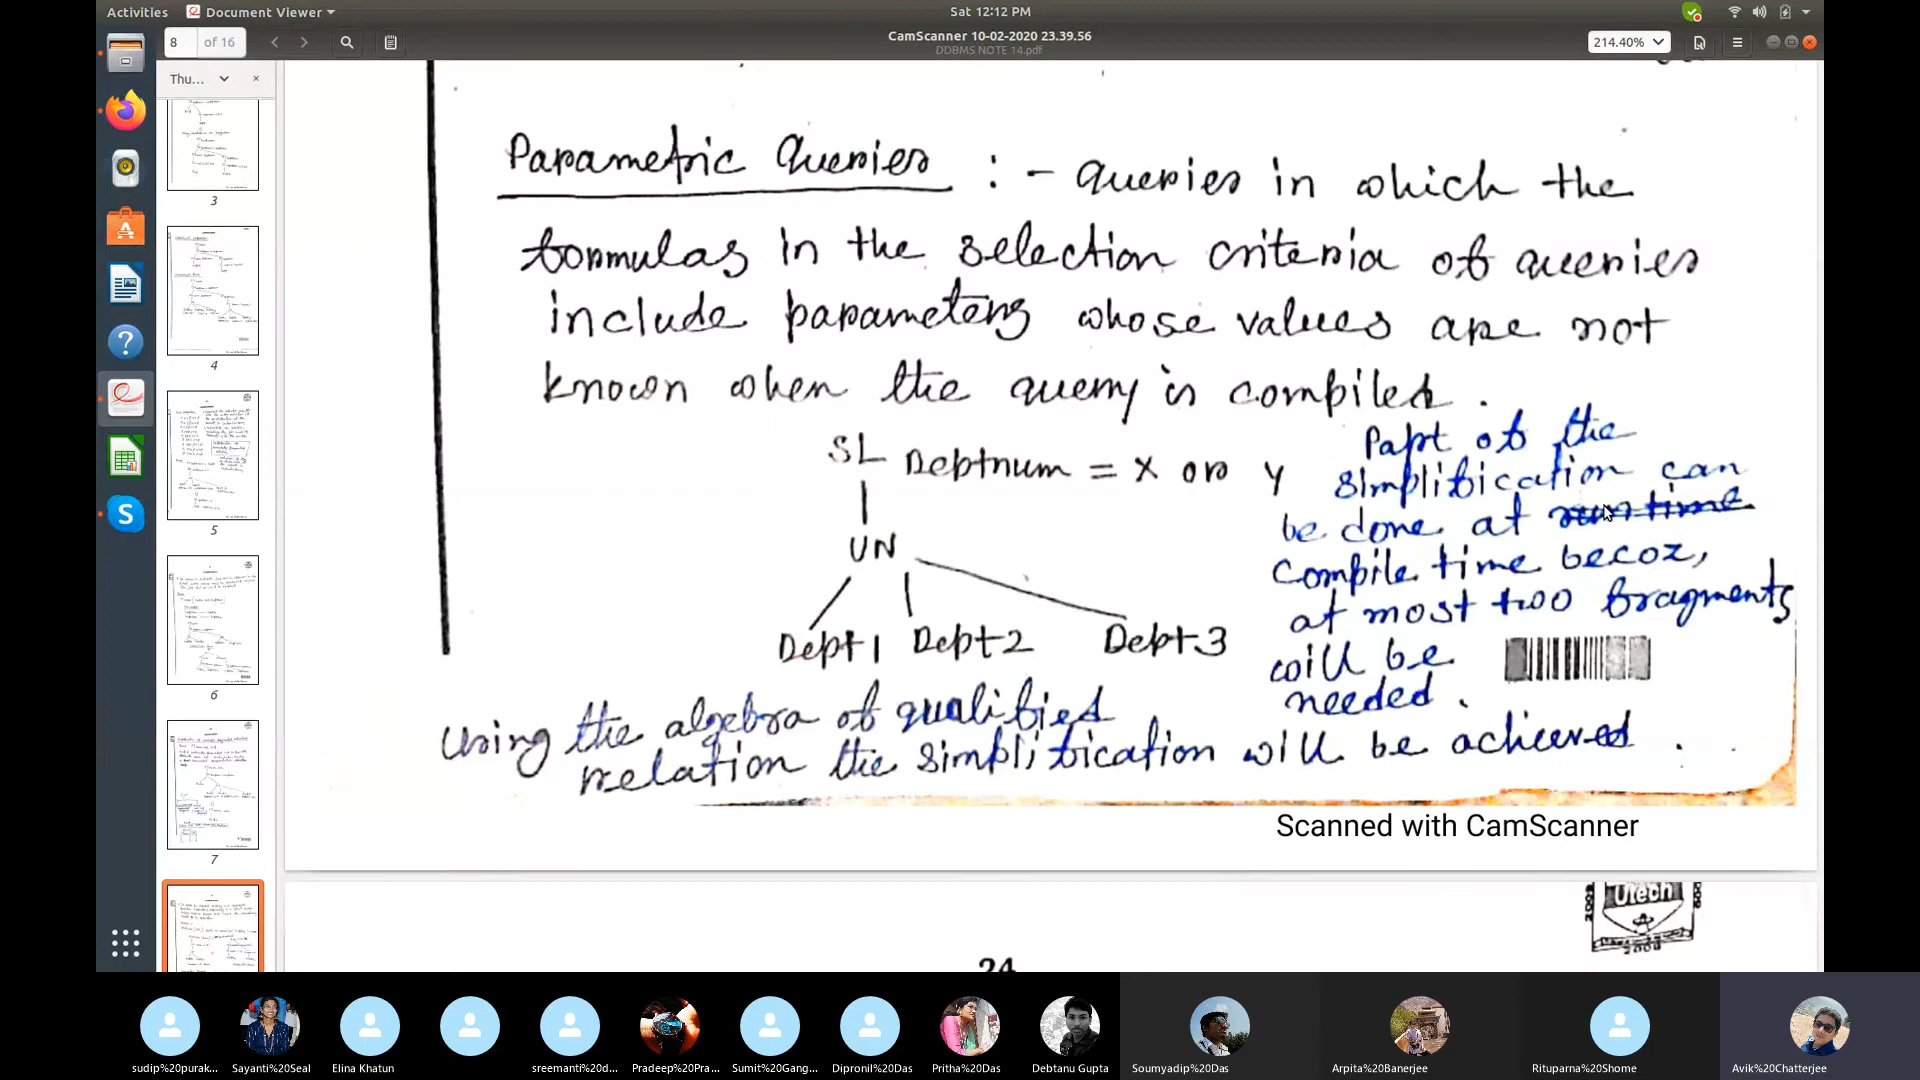 Activities
Document Viewer
Sat 12:12 PM
8 of 16
CamScanner 10-02-2020 23.39.56
DDBMS NOTE 14.pdf
214.40%
Thu...
3
4
5
6
7
Parametric Queries :- Queries in which the
formulas in the selection criteria of queries
include parameters whose values are not
known when the query is compiled.
SL Deptnum = X or Y
UN
Dept1 Dept2 Dept3
Part of the
simplification can
be done at run time
compile time becoz,
at most two fragments
will be
needed.
Using the algebra of qualified
relation the simplification will be achieved.
Scanned with CamScanner
Utech
24
sudip%20purak...
Sayanti%20Seal
Elina Khatun
sreemanti%20d...
Pradeep%20Pra...
Sumit%20Gang...
Dipronil%20Das
Pritha%20Das
Debtanu Gupta
Soumyadip%20Das
Arpita%20Banerjee
Rituparna%20Shome
Avik%20Chatterjee